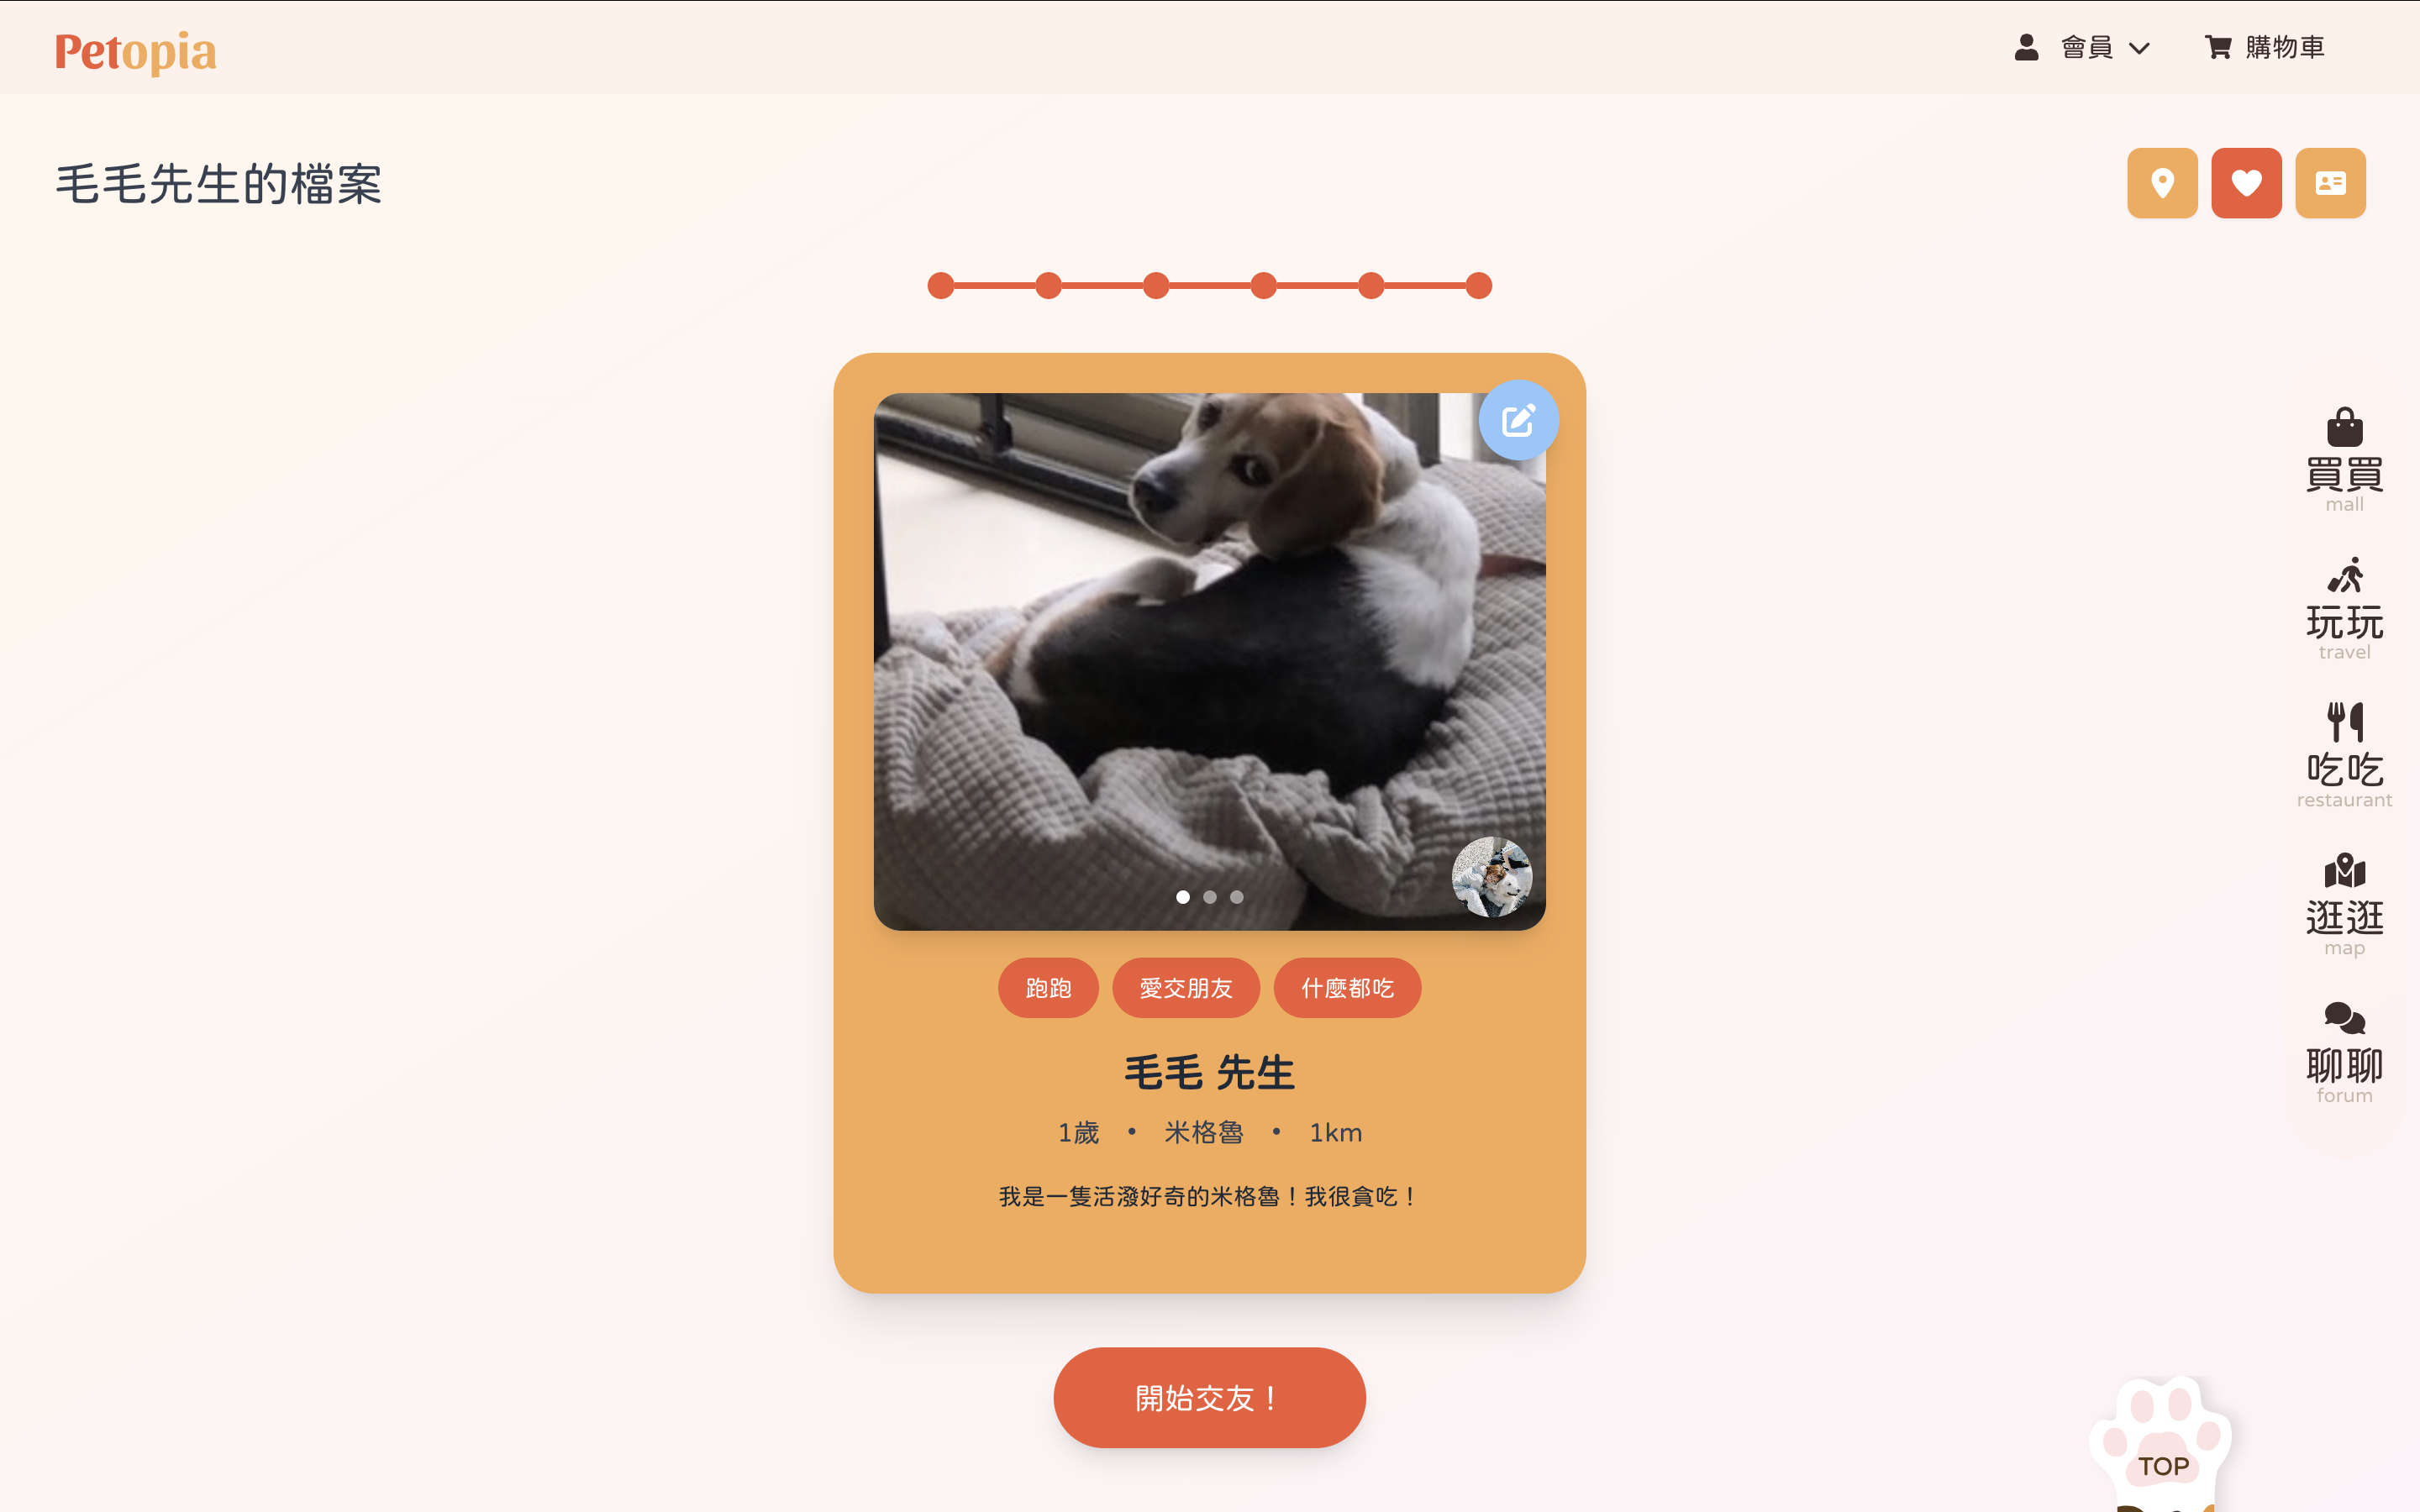 Petopia
會員
購物車
毛毛先生的檔案
買買
mall
玩玩
travel
吃吃
restaurant
逛逛
map
聊聊
forum
跑跑
愛交朋友
什麼都吃
毛毛 先生
1歲 • 米格魯 • 1km
我是一隻活潑好奇的米格魯！我很貪吃！
開始交友！
TOP